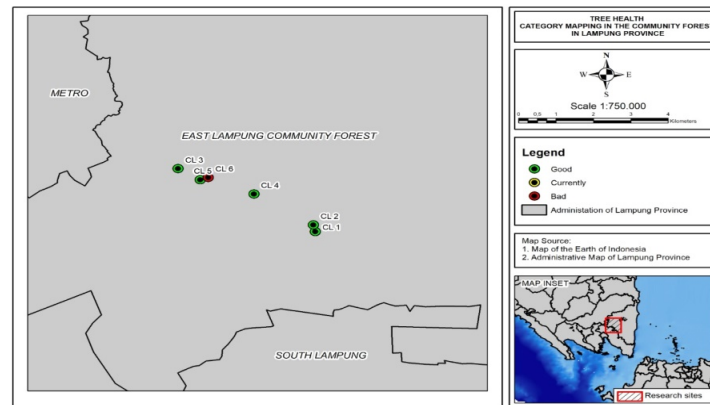 METRO
EAST LAMPUNG COMMUNITY FOREST
CL 3
CL 6
CL 5
CL 4
CL 2
CL 1
SOUTH LAMPUNG
TREE HEALTH
CATEGORY MAPPING IN THE COMMUNITY FORES
IN LAMPUNG PROVINCE
N
W E
S
Scale 1:750.000
0 0,5 1 2 3 4
Kilometers
Legend
Good
Currently
Bad
Administation of Lampung Province
Map Source:
1. Map of the Earth of Indonesia
2. Administrative Map of Lampung Province
MAP INSET
Research sites